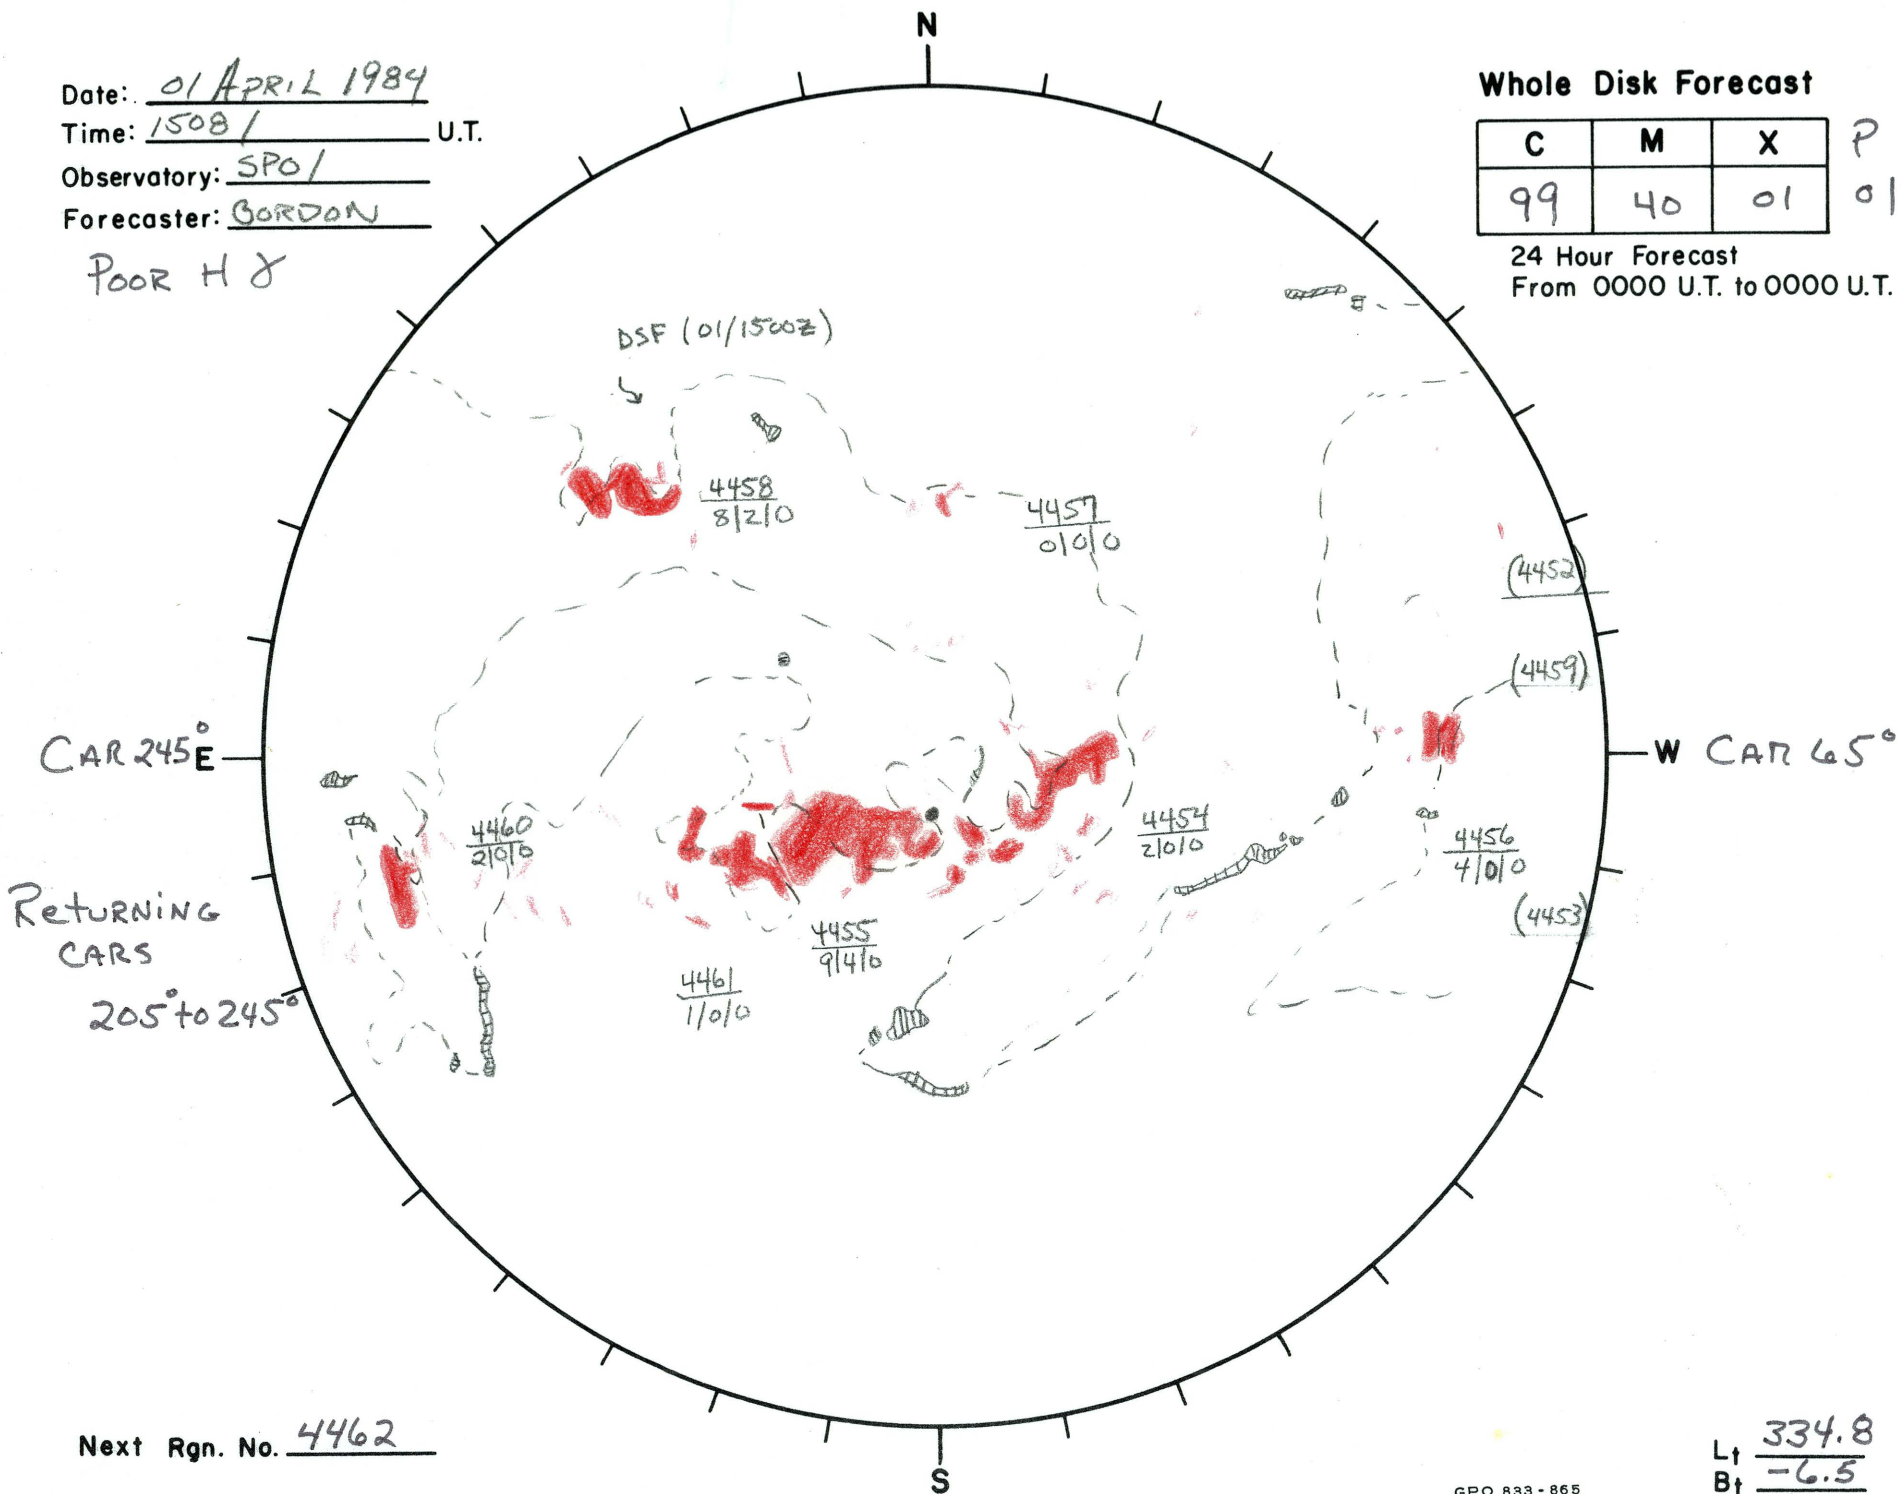 N
Date: 01 APRIL 1984
Time: 1508/ U.T.
Observatory: SPO/
Forecaster: GORDON
POOR H γ
Whole Disk Forecast
C M X P
99 40 01 01
24 Hour Forecast
From 0000 U.T. to 0000 U.T.
DSF (01/1500Z)
4458
8/2/0
4457
0/0/0
(4452)
(4459)
CAR 245° E
W CAR 65°
4460
2/0/0
4454
2/0/0
4456
4/0/0
RETURNING
CARS
205° to 245°
(4453)
4455
9/4/0
4461
1/0/0
Next Rgn. No. 4462
S
Lt 334.8
Bt -6.5
GPO 833-865